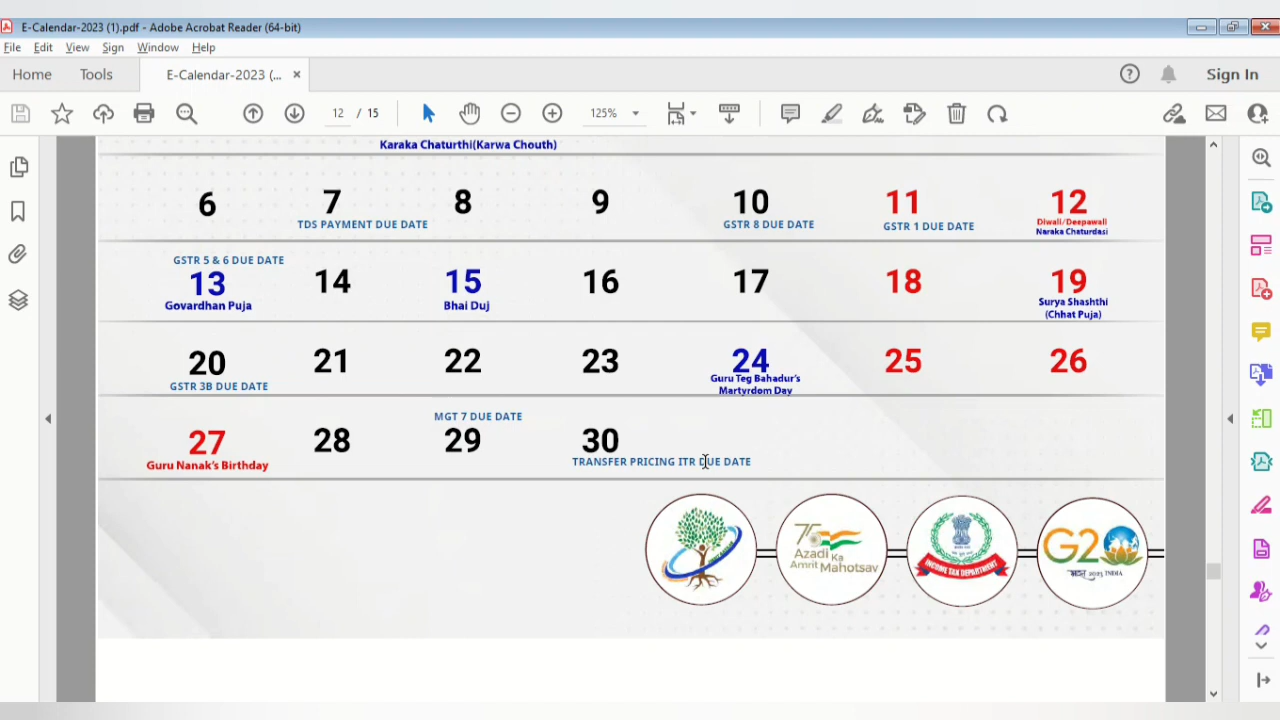 E-Calendar-2023 (1).pdf - Adobe Acrobat Reader (64-bit)
File Edit View Sign Window Help
Home Tools E-Calendar-2023 (... × Sign In
12 / 15 125%
Karaka Chaturthi(Karwa Chouth)
6 7 8 9 10 11 12
TDS PAYMENT DUE DATE GSTR 8 DUE DATE GSTR 1 DUE DATE Diwali/Deepawali
Naraka Chaturdasi
GSTR 5 & 6 DUE DATE
13 14 15 16 17 18 19
Govardhan Puja Bhai Duj Surya Shashthi
(Chhat Puja)
20 21 22 23 24 25 26
GSTR 3B DUE DATE Guru Teg Bahadur's
Martyrdom Day
MGT 7 DUE DATE
27 28 29 30
Guru Nanak's Birthday TRANSFER PRICING ITR DUE DATE
75
Azadi Ka
Amrit Mahotsav
INCOME TAX DEPARTMENT
G20
भारत 2023 INDIA